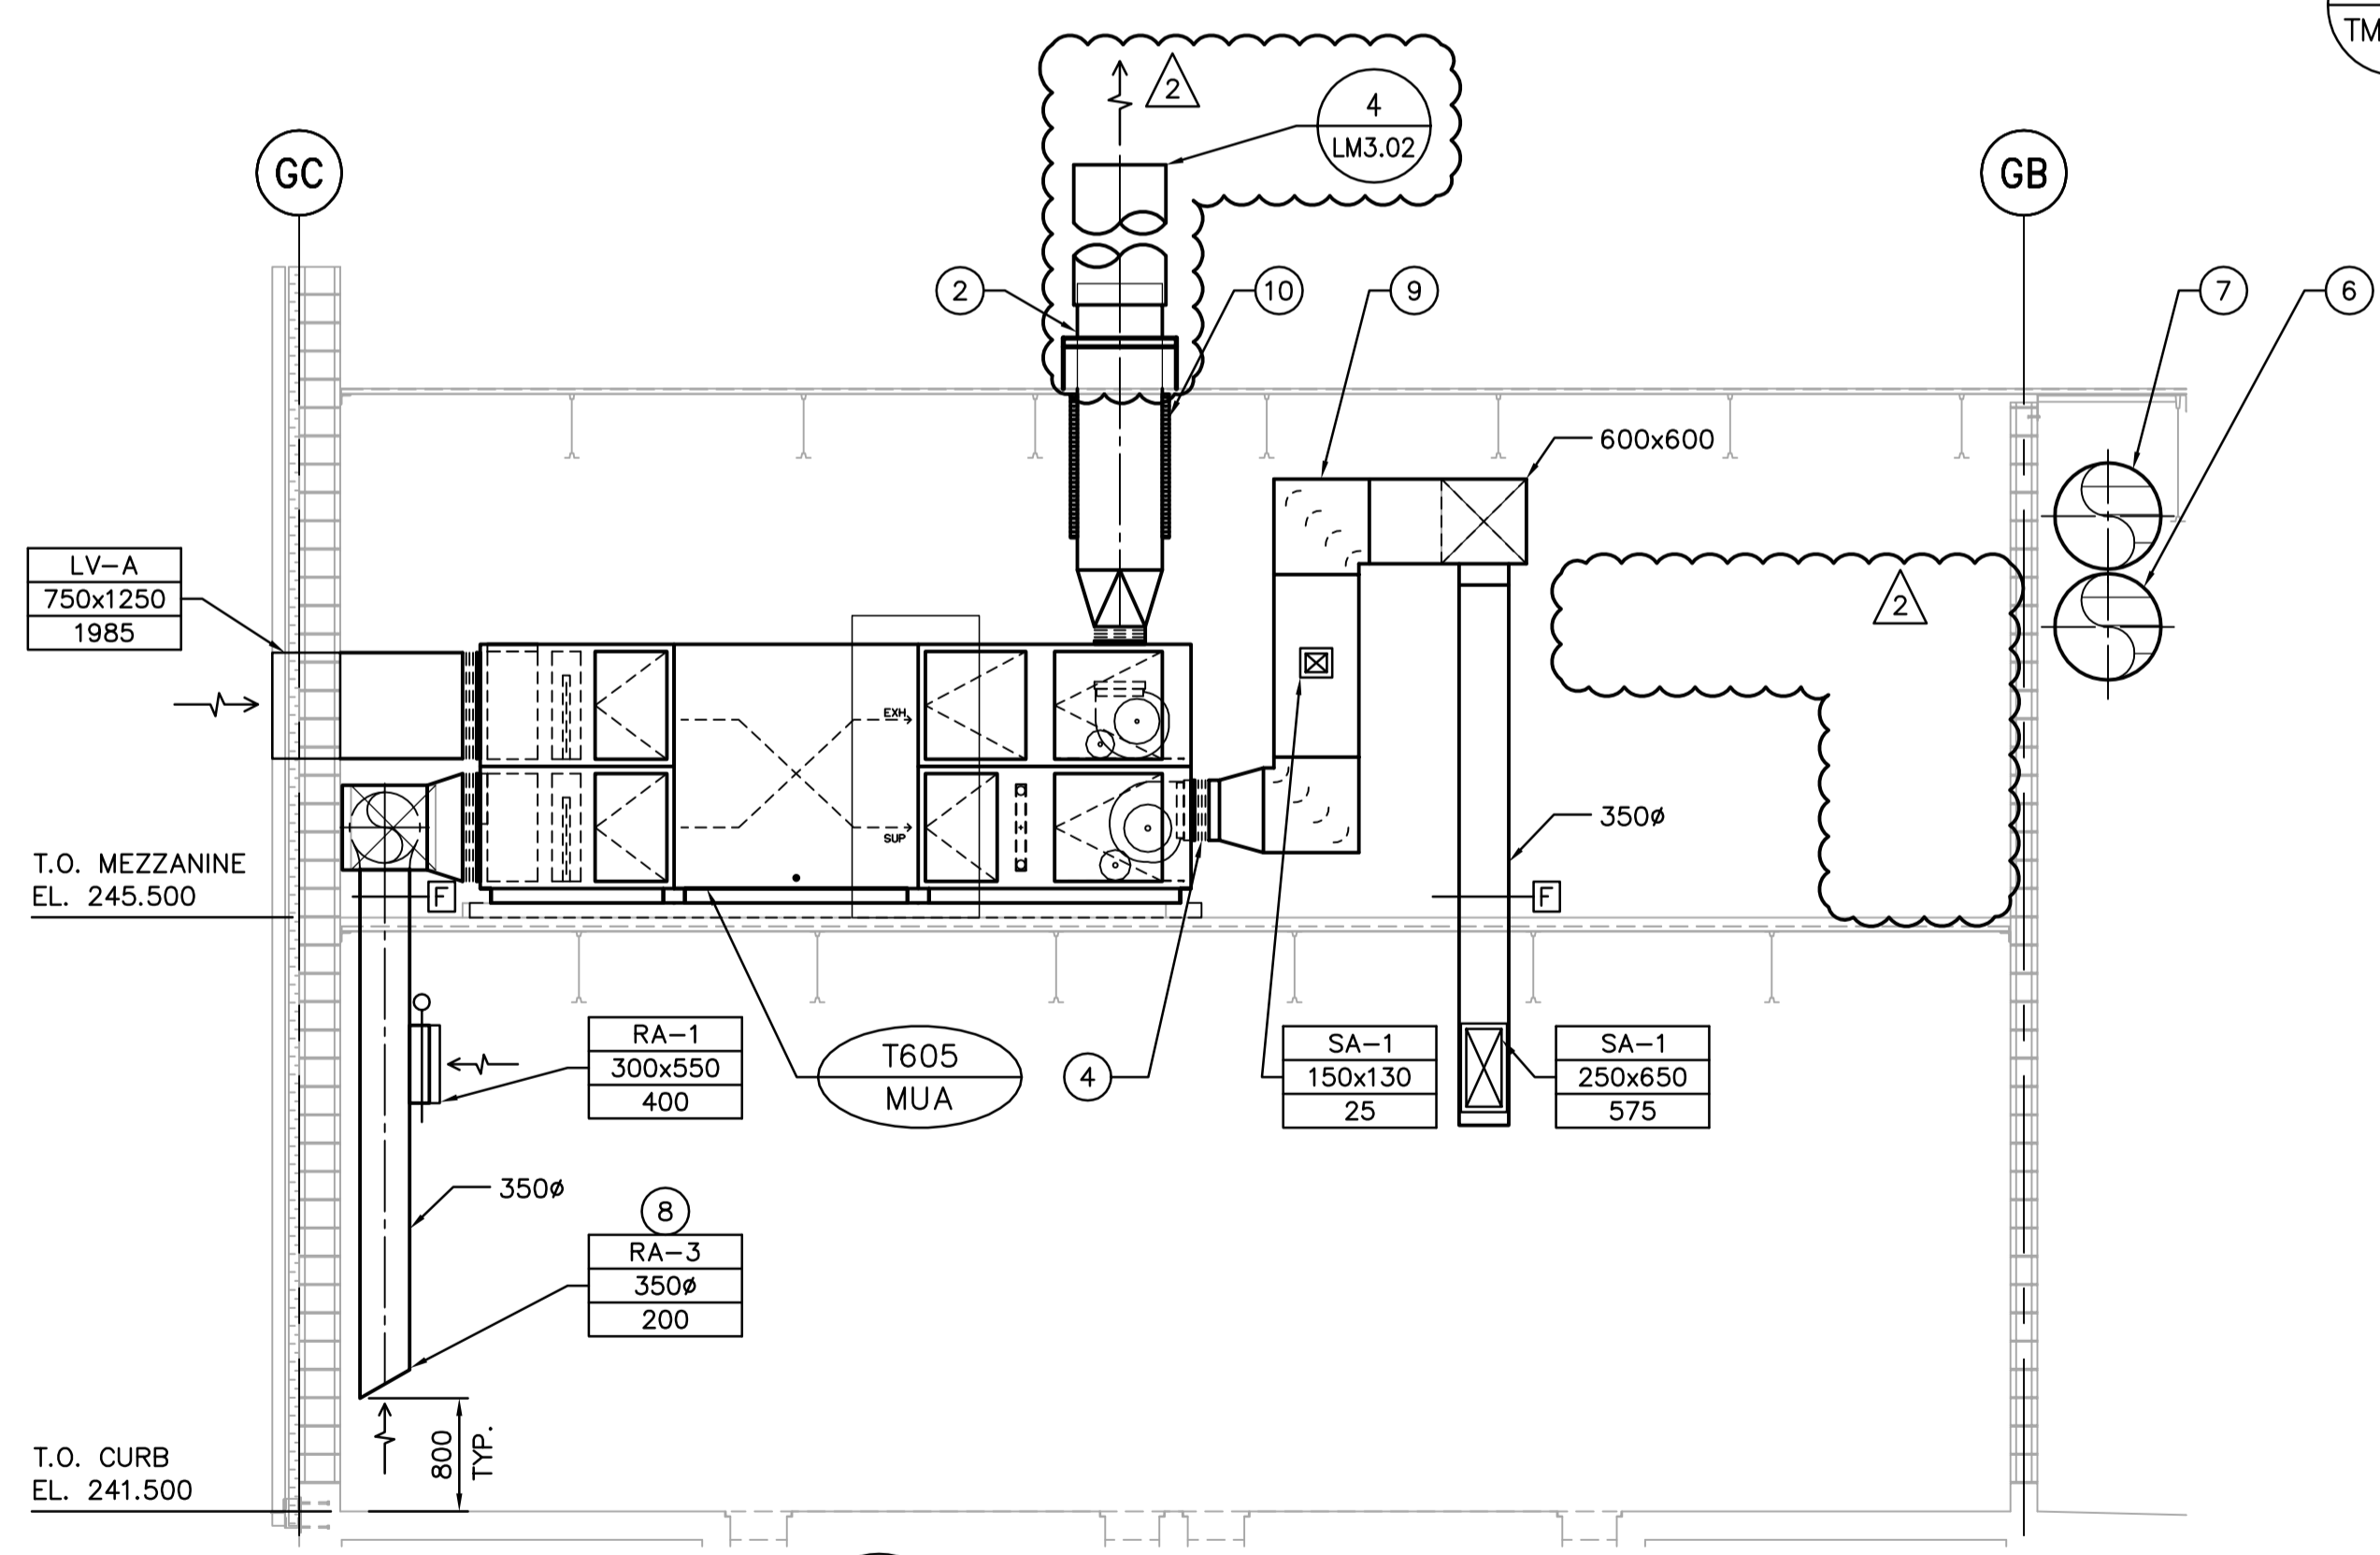 TM
2
4
LM3.02
GC
GB
2
10
9
7
6
600x600
LV-A
750x1250
1985
2
EXH.
SUP
350ø
T.O. MEZZANINE
EL. 245.500
F
F
RA-1
300x550
400
T605
MUA
4
SA-1
150x130
25
SA-1
250x650
575
350ø
8
RA-3
350ø
200
800
TYP.
T.O. CURB
EL. 241.500